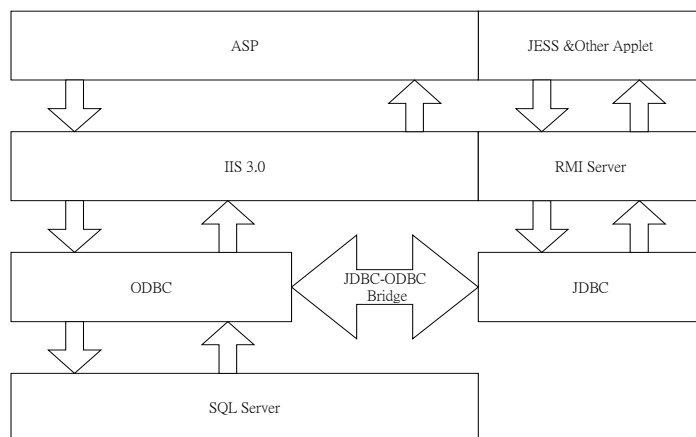 ASP
JESS &Other Applet
IIS 3.0
RMI Server
ODBC
JDBC-ODBC
Bridge
JDBC
SQL Server